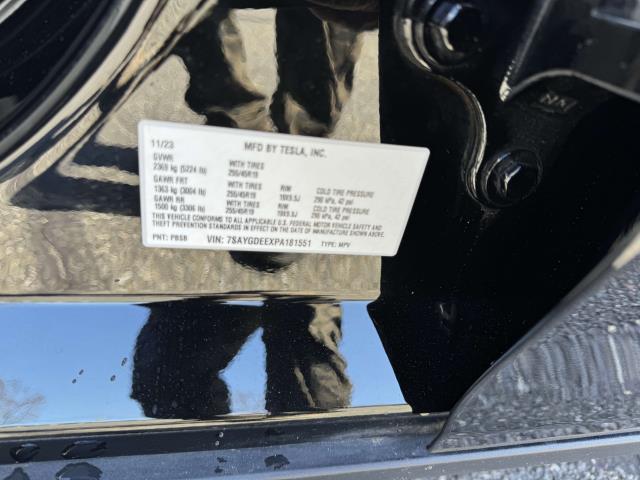 11/23 MFD BY TESLA, INC.
GVWR WITH TIRES
2369 kg (5224 lb) 255/45R19
GAWR FRT WITH TIRES RIM COLD TIRE PRESSURE
1363 kg (3004 lb) 255/45R19 19X9.5J 290 kPa, 42 psi
GAWR RR WITH TIRES RIM COLD TIRE PRESSURE
1500 kg (3306 lb) 255/45R19 19X9.5J 290 kPa, 42 psi
THIS VEHICLE CONFORMS TO ALL APPLICABLE U.S. FEDERAL MOTOR VEHICLE SAFETY AND
THEFT PREVENTION STANDARDS IN EFFECT ON THE DATE OF MANUFACTURE SHOWN ABOVE.
PNT: PBSB VIN: 7SAYGDEEXPA181551 TYPE: MPV